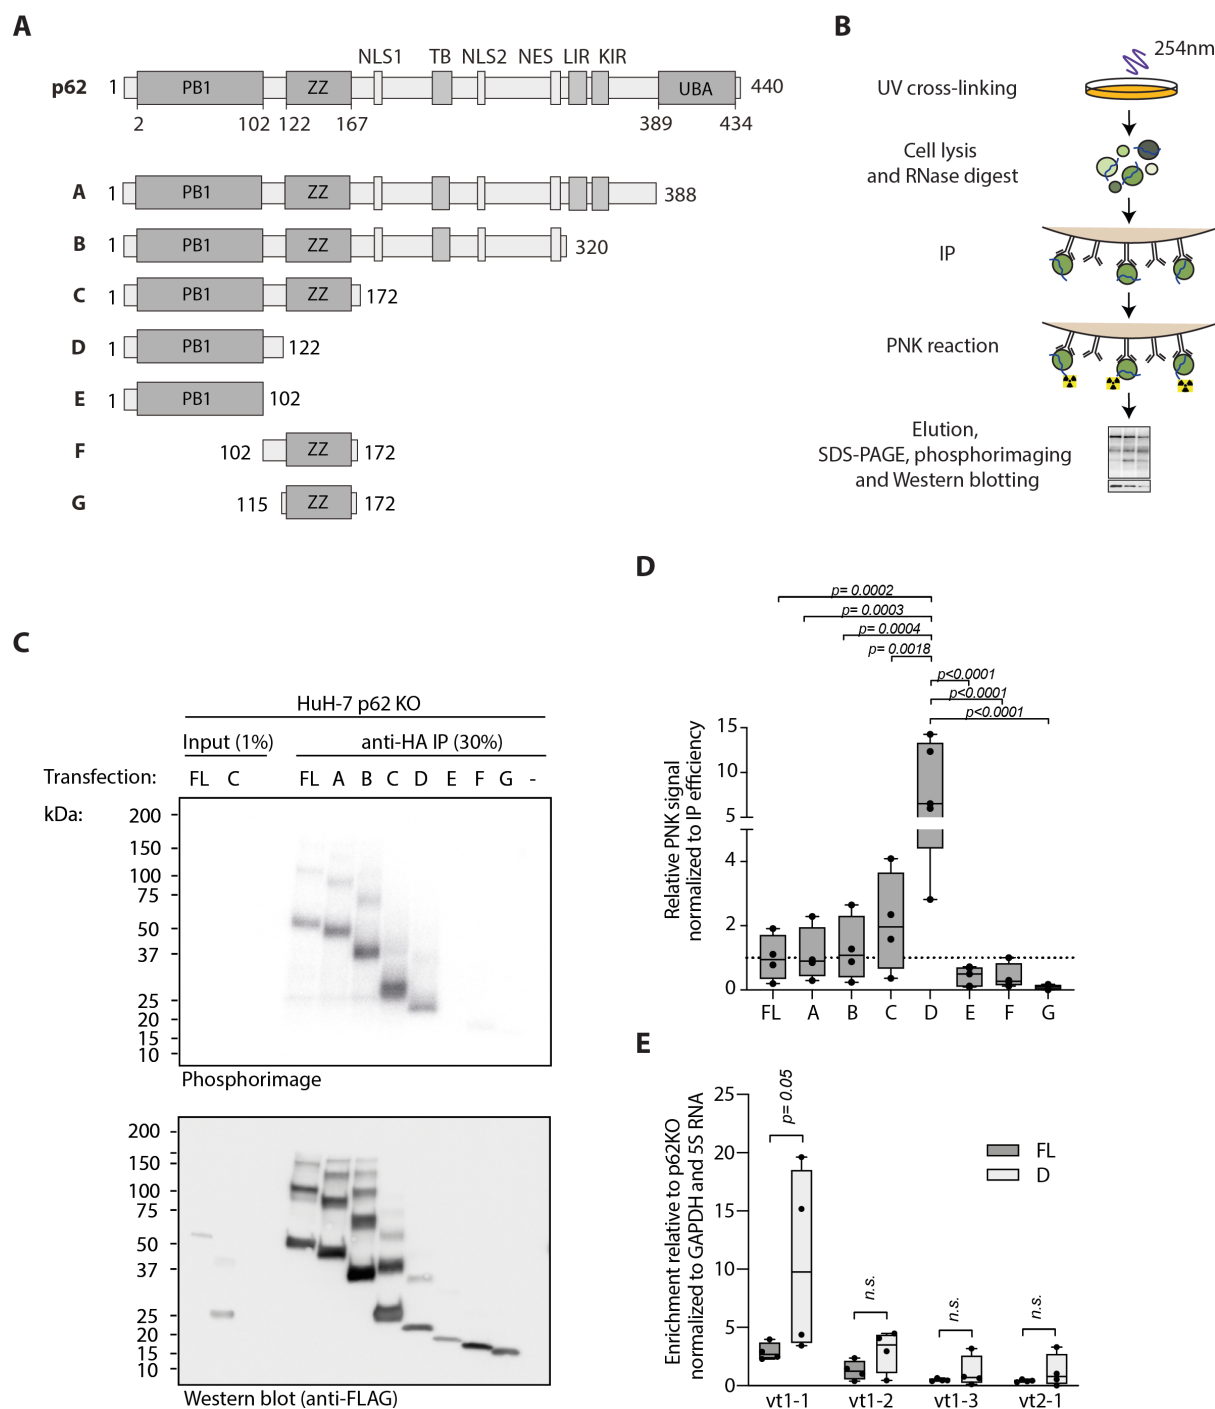 A
NLS1 TB NLS2 NES LIR KIR
p62 1 PB1 ZZ UBA 440
2 102 122 167 389 434
A 1 PB1 ZZ 388
B 1 PB1 ZZ 320
C 1 PB1 ZZ 172
D 1 PB1 122
E 1 PB1 102
F 102 ZZ 172
G 115 ZZ 172
B
254nm
UV cross-linking
Cell lysis
and RNase digest
IP
PNK reaction
Elution,
SDS-PAGE, phosphorimaging
and Western blotting
C
HuH-7 p62 KO
Input (1%) anti-HA IP (30%)
Transfection: FL C FL A B C D E F G -
kDa:
200
150
100
75
50
37
25
20
15
10
Phosphorimage
200
150
100
75
50
37
25
20
15
10
Western blot (anti-FLAG)
D
p= 0.0002
p= 0.0003
p= 0.0004
p= 0.0018
p<0.0001
p<0.0001
p<0.0001
Relative PNK signal
normalized to IP efficiency
15
10
5
4
2
0
FL A B C D E F G
E
Enrichment relative to p62KO
normalized to GAPDH and 5S RNA
25
20
15
10
5
0
p= 0.05
n.s.
n.s.
n.s.
FL
D
vt1-1 vt1-2 vt1-3 vt2-1